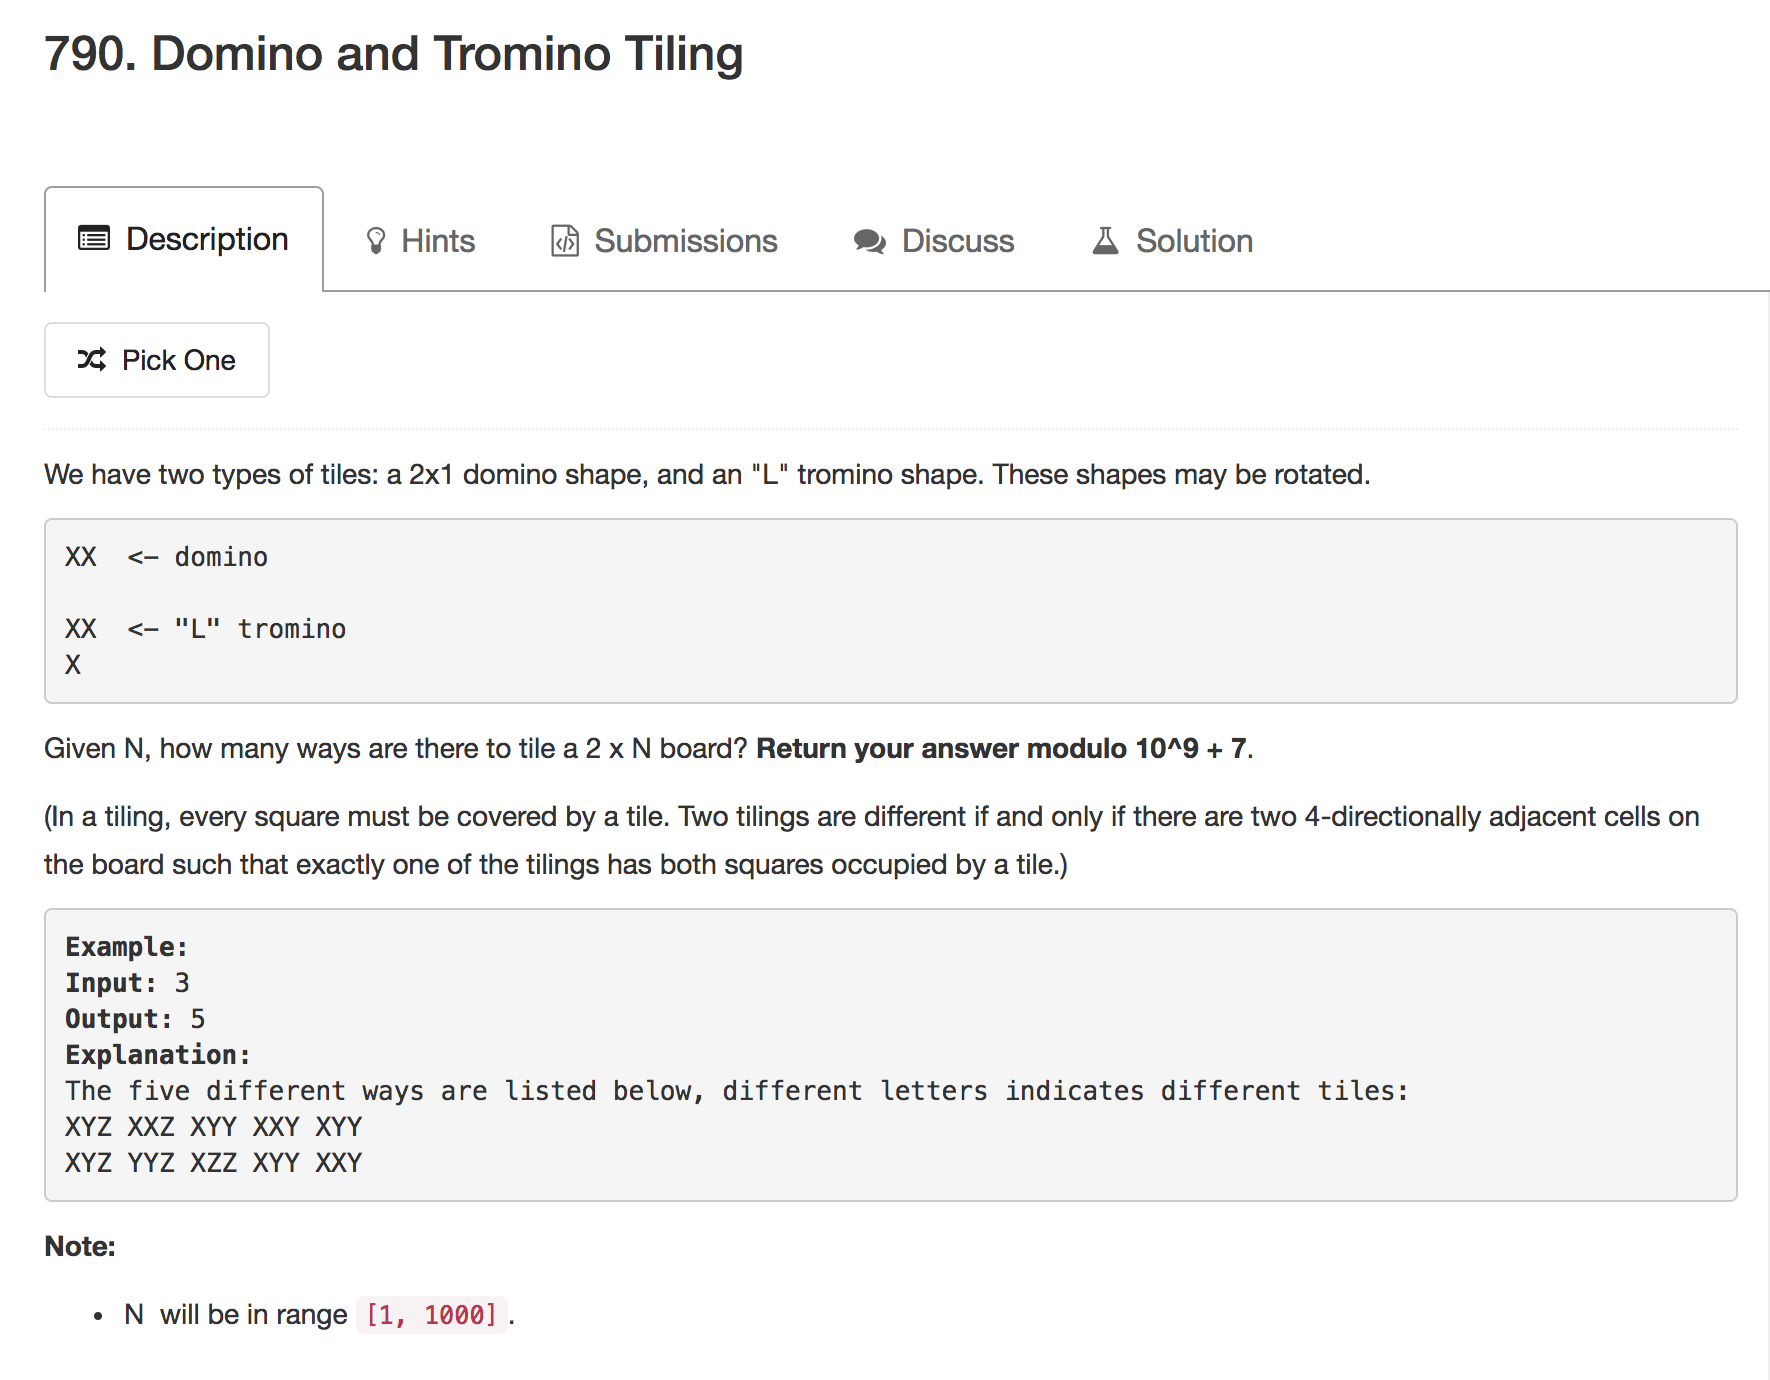 790. Domino and Tromino Tiling
Description
Hints
Submissions
Discuss
Solution
Pick One
We have two types of tiles: a 2x1 domino shape, and an "L" tromino shape. These shapes may be rotated.
XX  <- domino
XX  <- "L" tromino
X
Given N, how many ways are there to tile a 2 x N board? Return your answer modulo 10^9 + 7.
(In a tiling, every square must be covered by a tile. Two tilings are different if and only if there are two 4-directionally adjacent cells on
the board such that exactly one of the tilings has both squares occupied by a tile.)
Example:
Input: 3
Output: 5
Explanation:
The five different ways are listed below, different letters indicates different tiles:
XYZ XXZ XYY XXY XYY
XYZ YYZ XZZ XYY XXY
Note:
• N  will be in range [1, 1000].